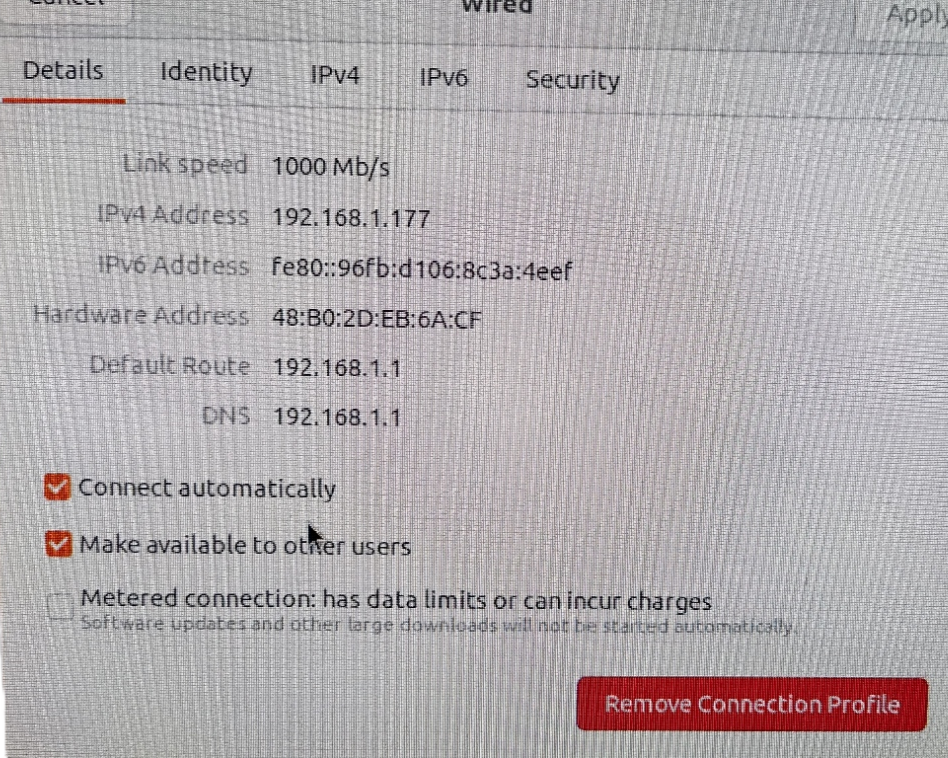 Cancel
Wired
Apply
Details Identity IPv4 IPv6 Security
Link speed 1000 Mb/s
IPv4 Address 192.168.1.177
IPv6 Address fe80::96fb:d106:8c3a:4eef
Hardware Address 48:B0:2D:EB:6A:CF
Default Route 192.168.1.1
DNS 192.168.1.1
Connect automatically
Make available to other users
Metered connection: has data limits or can incur charges
Software updates and other large downloads will not be started automatically.
Remove Connection Profile